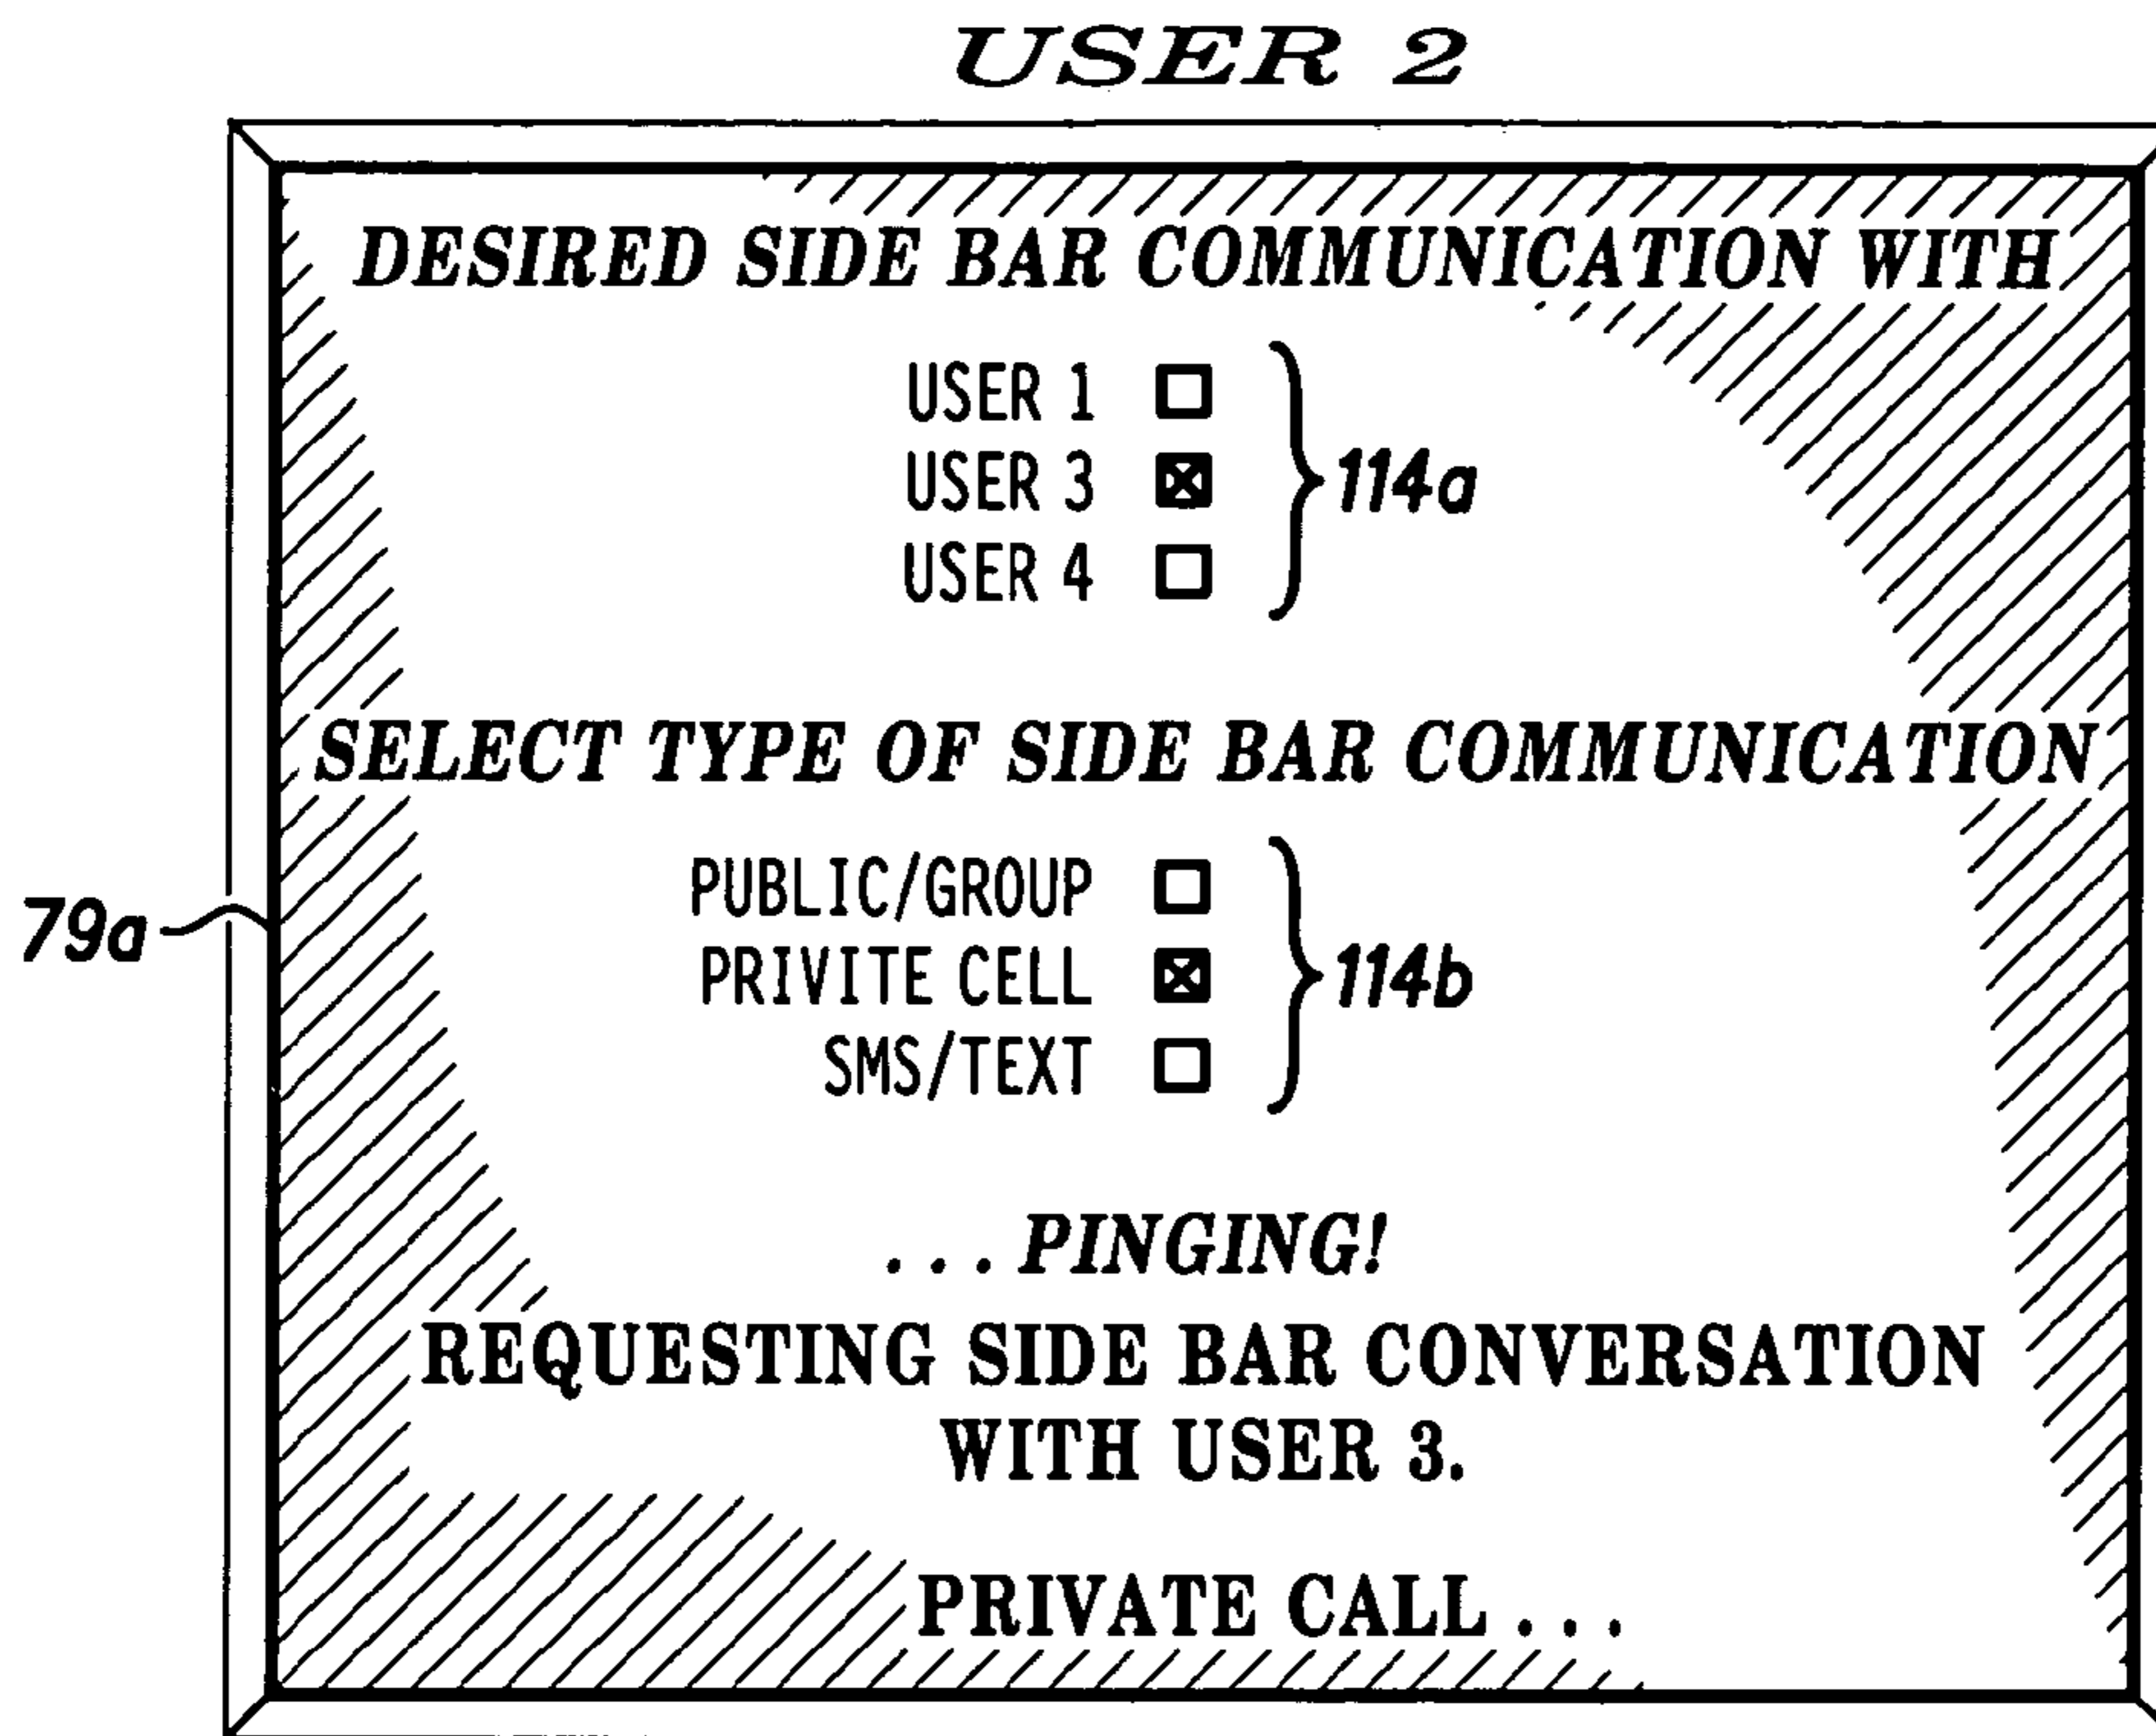 USER 2
DESIRED SIDE BAR COMMUNICATION WITH
USER 1
USER 3 114a
USER 4
SELECT TYPE OF SIDE BAR COMMUNICATION
PUBLIC/GROUP
79a PRIVITE CELL 114b
SMS/TEXT
...PINGING!
REQUESTING SIDE BAR CONVERSATION
WITH USER 3.
PRIVATE CALL...